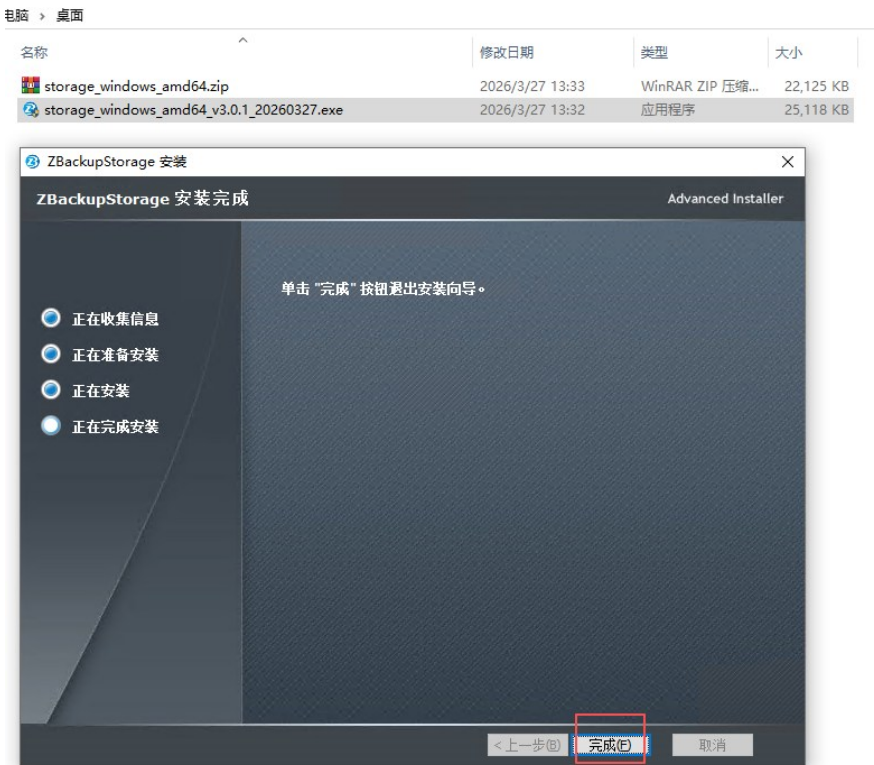 电脑 › 桌面
名称 修改日期 类型 大小
storage_windows_amd64.zip 2026/3/27 13:33 WinRAR ZIP 压缩... 22,125 KB
storage_windows_amd64_v3.0.1_20260327.exe 2026/3/27 13:32 应用程序 25,118 KB
ZBackupStorage 安装
ZBackupStorage 安装完成 Advanced Installer
单击 "完成" 按钮退出安装向导。
正在收集信息
正在准备安装
正在安装
正在完成安装
< 上一步(B) 完成(F) 取消